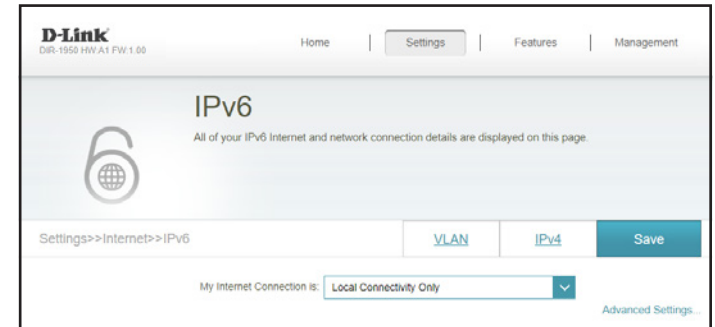 D-Link
DIR-1950 HW:A1 FW:1.00
Home | Settings | Features | Management
IPv6
All of your IPv6 Internet and network connection details are displayed on this page.
Settings>>Internet>>IPv6
VLAN
IPv4
Save
My Internet Connection is: Local Connectivity Only
Advanced Settings...